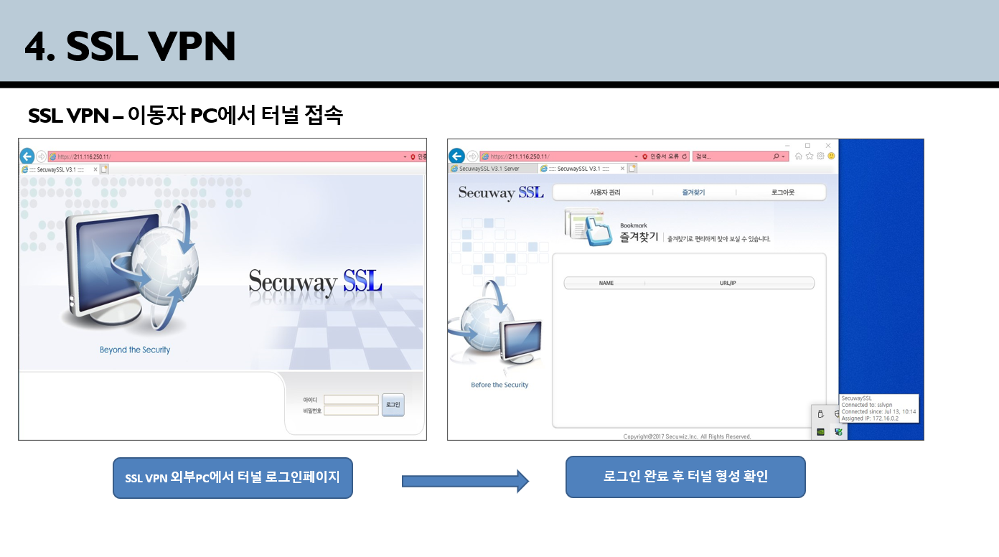 4. SSL VPN
SSL VPN – 이동자 PC에서 터널 접속
https://211.116.250.11/
인증
:::: SecuwaySSL V3.1 ::::
Secuway SSL
Beyond the Security
아이디
비밀번호
로그인
https://211.116.250.11/
인증서 오류
검색...
SecuwaySSL V3.1 Server
:::: SecuwaySSL V3.1 ::::
Secuway SSL
사용자 관리
즐겨찾기
로그아웃
Bookmark
즐겨찾기
즐겨찾기로 편리하게 찾아 보실 수 있습니다.
NAME
URL/IP
Before the Security
SecuwaySSL
Connected to: sslvpn
Connected since: Jul 13, 10:14
Assigned IP: 172.16.0.2
Copyright@2017 Secuwiz,Inc, All Rights Reserved,
SSL VPN 외부PC에서 터널 로그인페이지
로그인 완료 후 터널 형성 확인